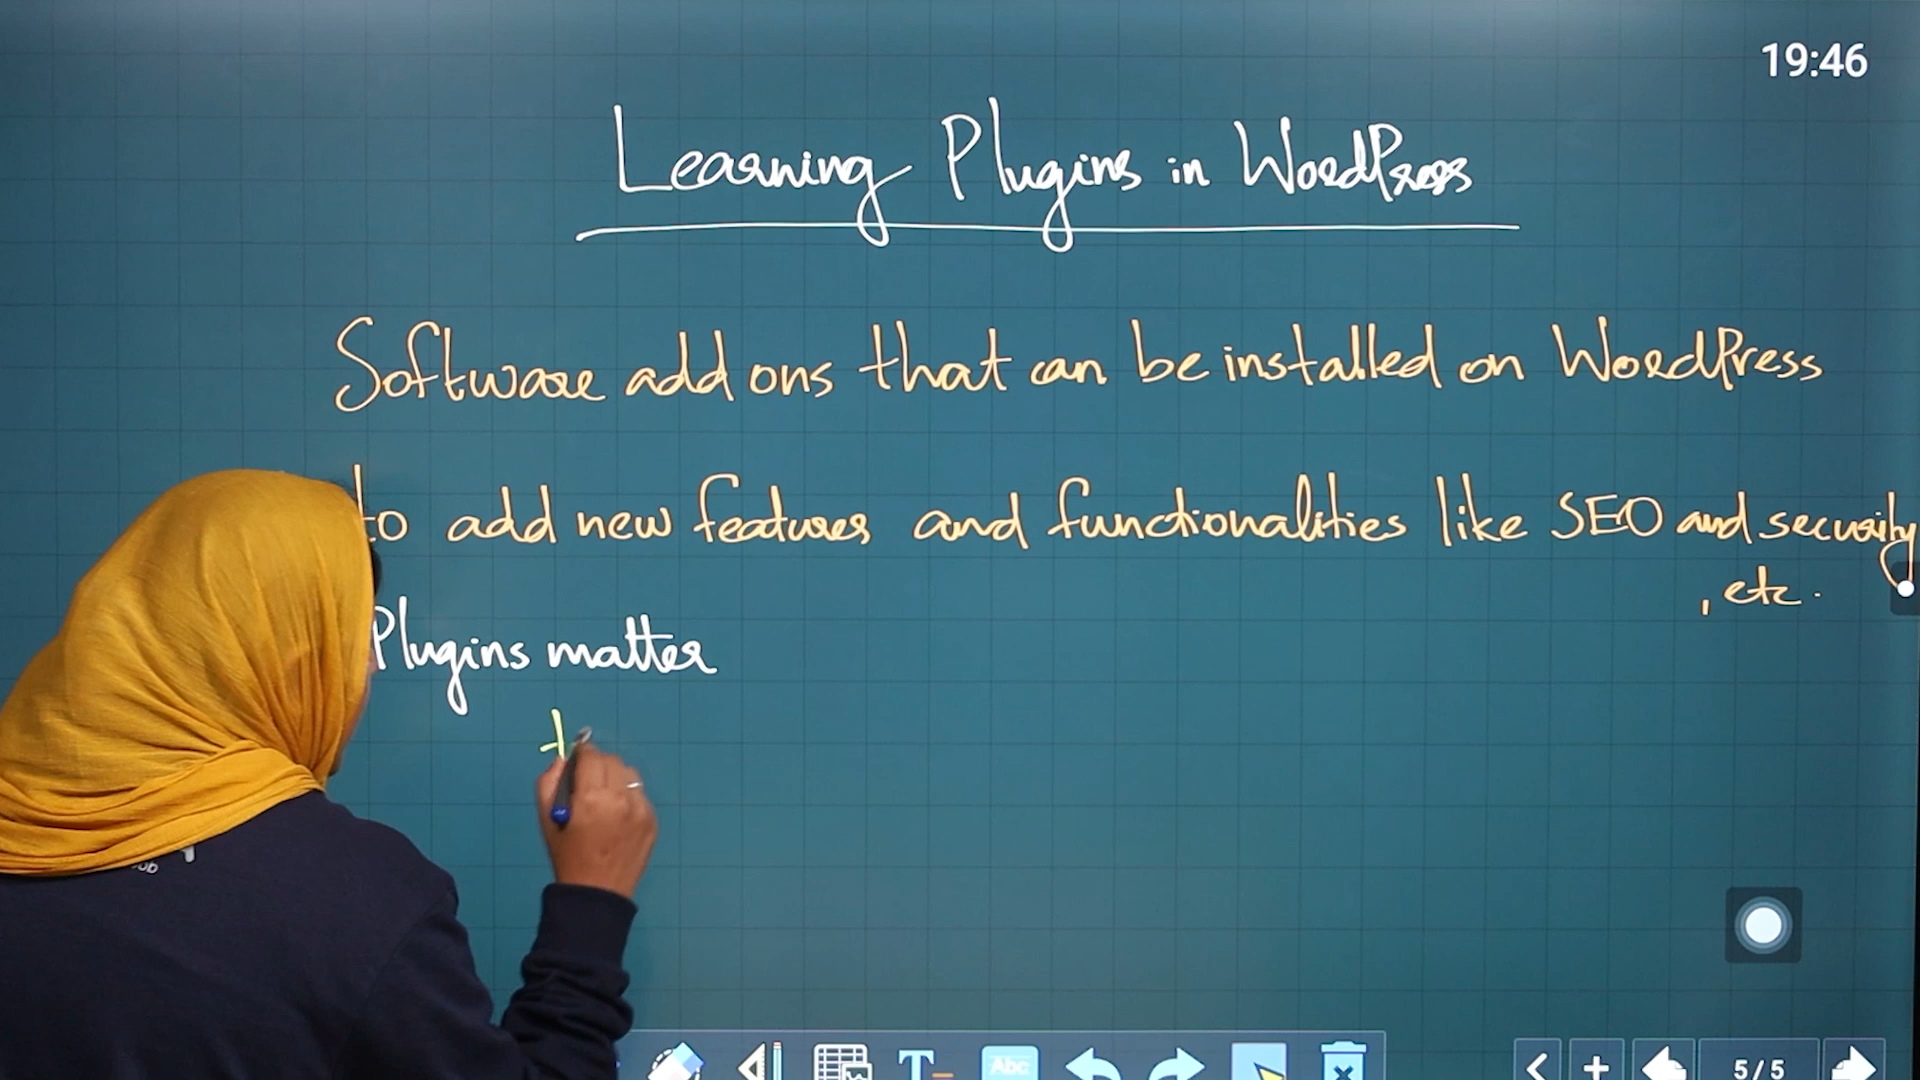 19:46
Learning Plugins in WordPress
Software add ons that can be installed on WordPress
to add new features and functionalities like SEO and security
, etc.
Plugins matter
Abc
5/5